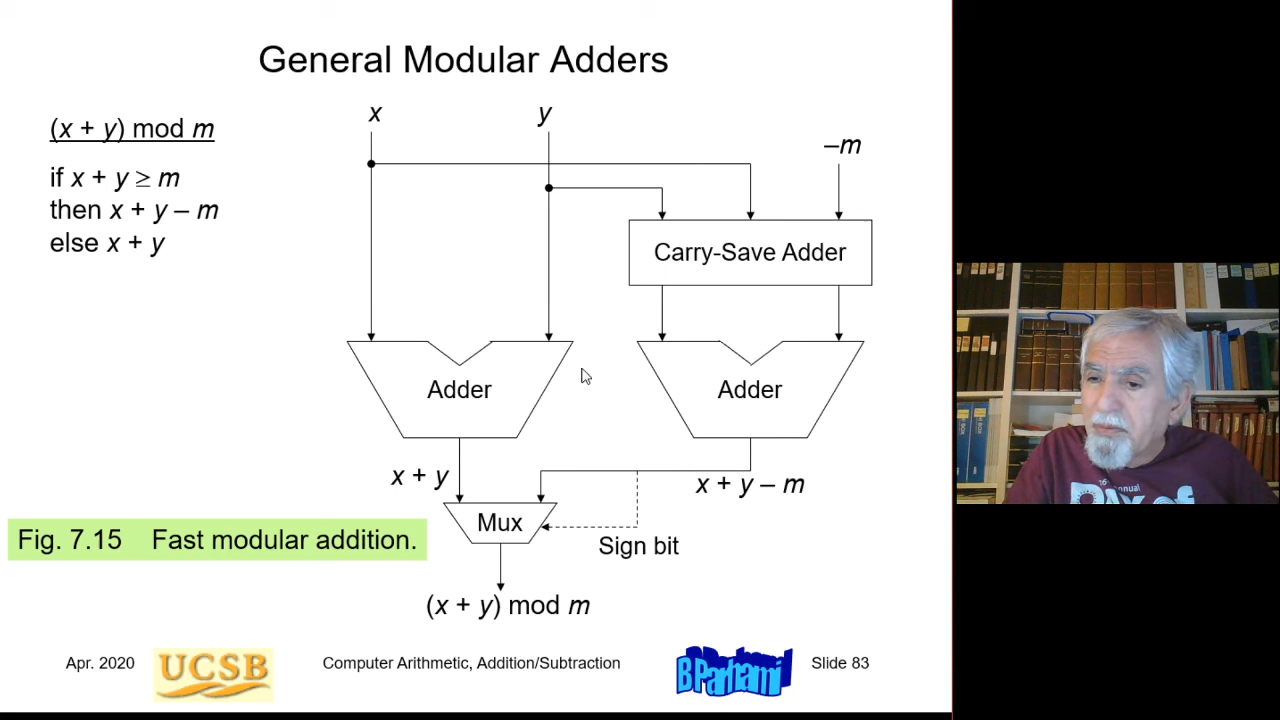 General Modular Adders
(x + y) mod m
if x + y ≥ m
then x + y – m
else x + y
x
y
–m
Carry-Save Adder
Adder
Adder
x + y
x + y – m
Mux
Sign bit
Fig. 7.15 Fast modular addition.
(x + y) mod m
Apr. 2020
UCSB
Computer Arithmetic, Addition/Subtraction
B Parhami
Slide 83